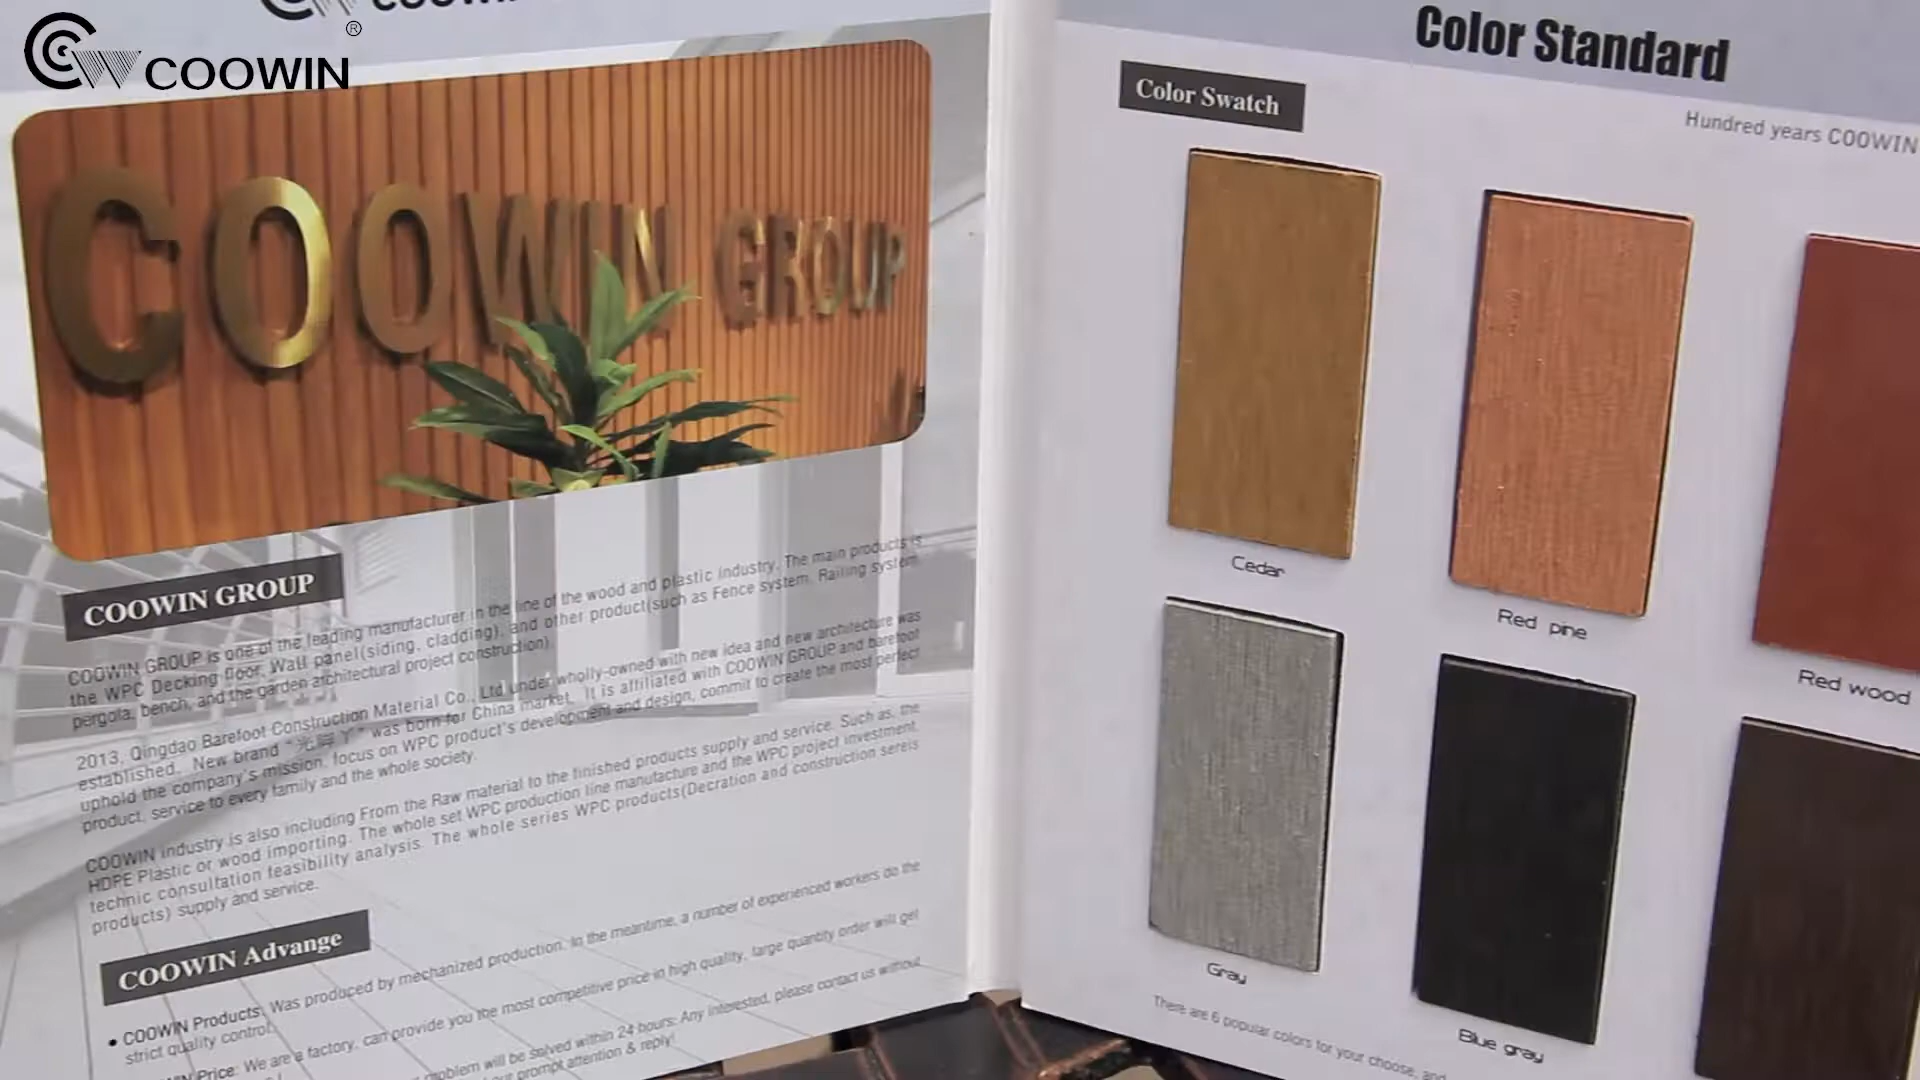 COOWIN
CW COOWIN®
COOWIN GROUP
COOWIN GROUP
COOWIN GROUP is one of the leading manufacturer in the line of the wood and plastic industry. The main products is
the WPC Decking floor, Wall panel(siding, cladding), and other product(such as Fence system, Railing system,
pergola, bench, and the garden architectural project construction).
2013, Qingdao Barefoot Construction Material Co., Ltd under wholly-owned with new idea and new architecture was
established. New brand "光脚丫" was born for China market. It is affiliated with COOWIN GROUP and barefoot
uphold the company's mission, focus on WPC product's development and design, commit to create the most perfect
product, service to every family and the whole society.
COOWIN industry is also including From the Raw material to the finished products supply and service. Such as, the
HDPE Plastic or wood importing. The whole set WPC production line manufacture and the WPC project investment,
technic consultation feasibility analysis. The whole series WPC products(Decration and construction sereis
products) supply and service.
COOWIN Advange
• COOWIN Products: Was produced by mechanized production. In the meantime, a number of experienced workers do the
strict quality control.
Price: We are a factory, can provide you the most competitive price in high quality, large quantity order will get
problem will be solved within 24 hours; Any interested, please contact us without
prompt attention & reply!
Color Standard
Hundred years COOWIN
Color Swatch
Cedar
Red pine
Red wood
Gray
Blue gray
There are 6 popular colors for your choose, and